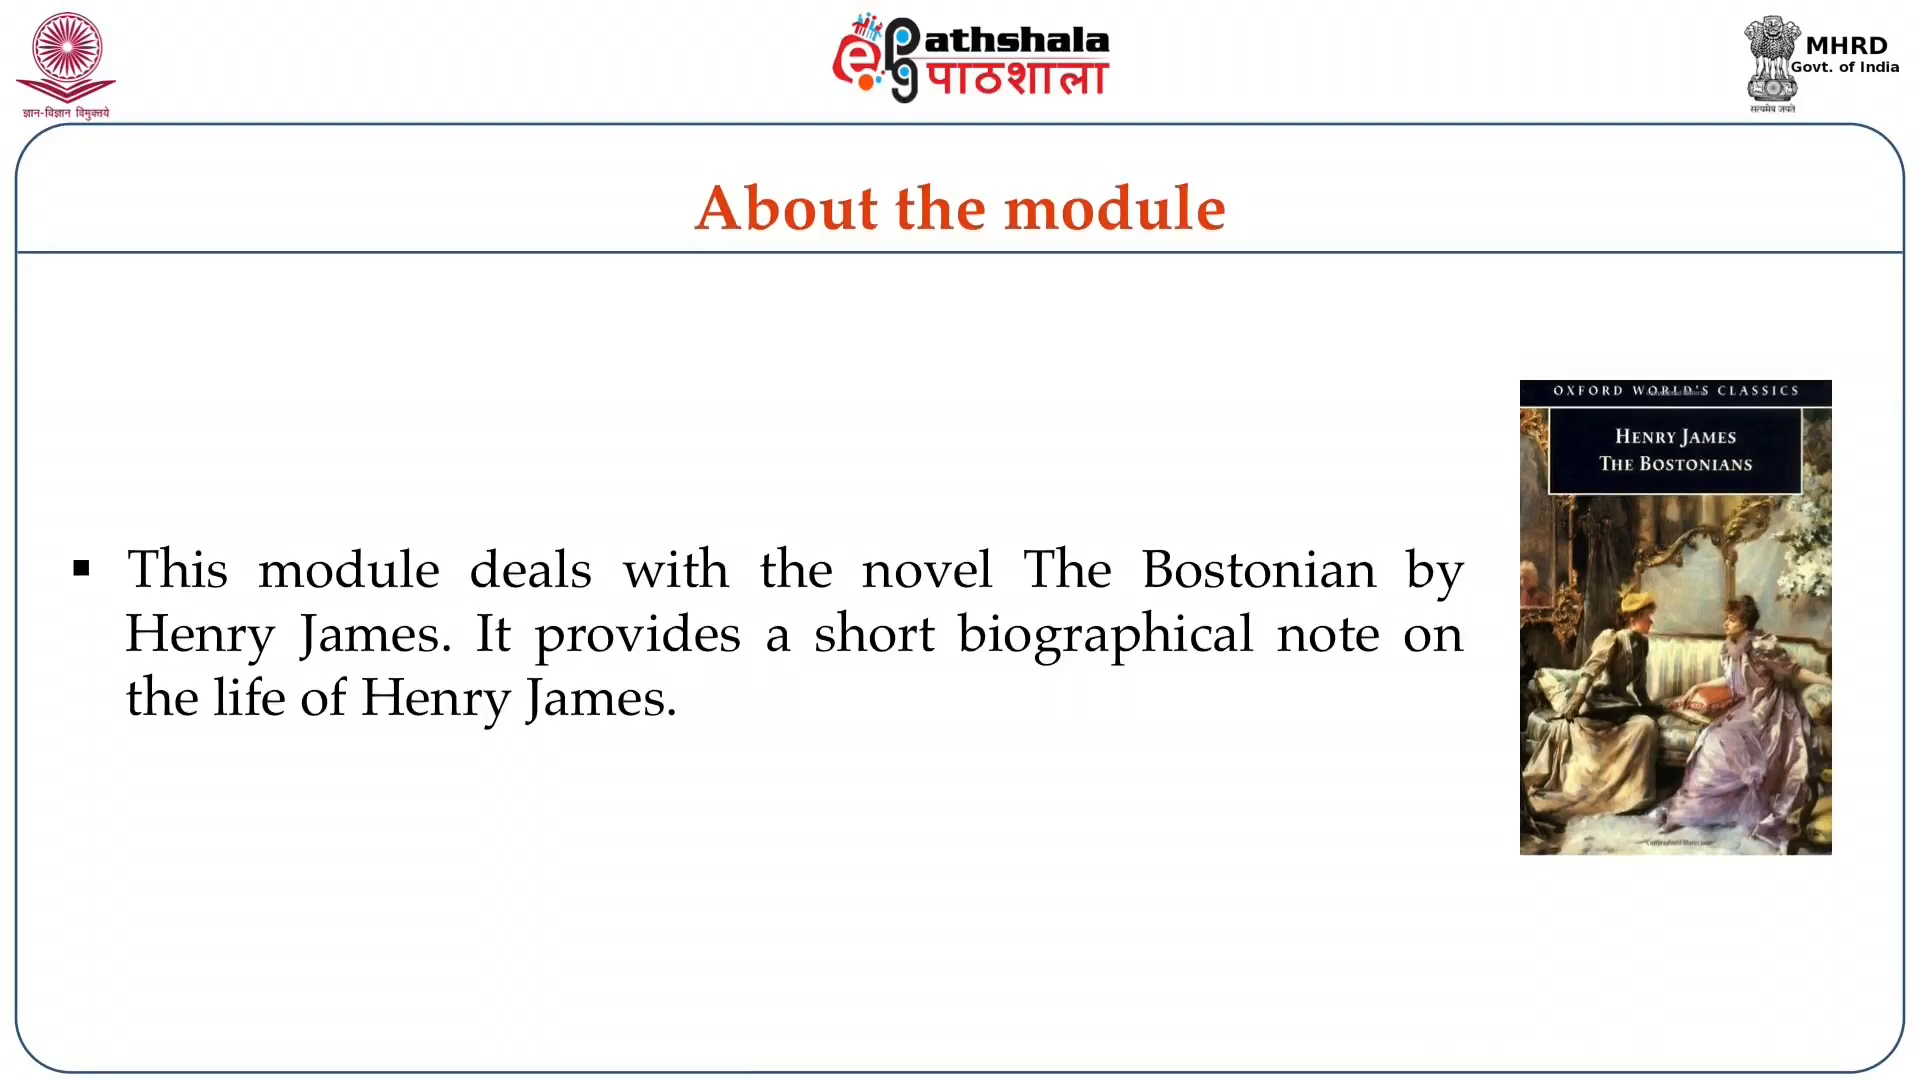 ज्ञान-विज्ञान विमुक्तये
ePG Pathshala
पाठशाला
MHRD
Govt. of India
सत्यमेव जयते
About the module
▪ This module deals with the novel The Bostonian by
Henry James. It provides a short biographical note on
the life of Henry James.
OXFORD WORLD'S CLASSICS
HENRY JAMES
THE BOSTONIANS